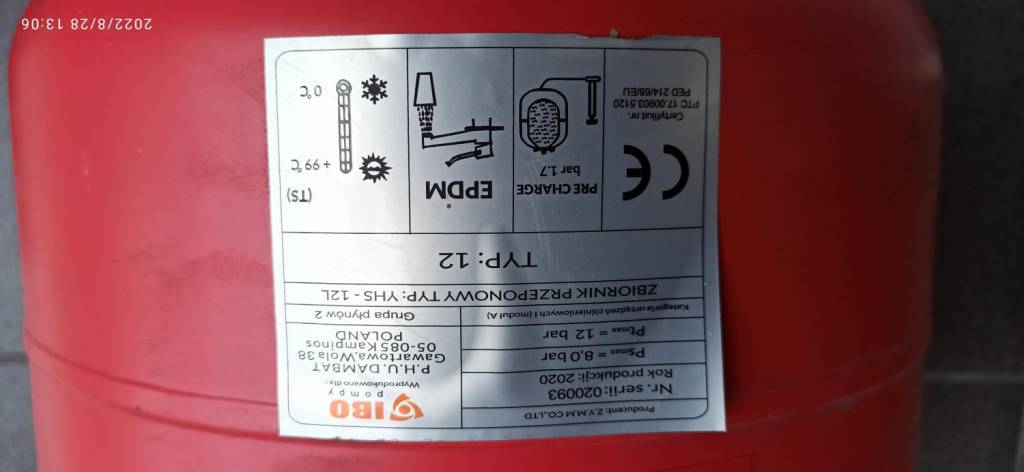 Producent: Z.Y.M.M CO.,LTD
Nr. serii: 020093
Rok produkcji: 2020
PSmax = 8,0 bar
Ptmax = 12 bar
Kategoria urządzeń ciśnieniowych I (moduł A)
IBO
pompy
Wyprodukowano dla:
P.H.U. DAMBAT
Gawartowa,Wola 38
05-085 Kampinos
POLAND
Grupa płynów 2
ZBIORNIK PRZEPONOWY TYP: YHS - 12L
TYP: 12
CE
Certyfikat nr.
PTC 17.00903.5120
PED 214/68/EU
PRE CHARGE
bar 1.7
EPDM
(TS)
+ 99°C
0°C
2022/8/28 13:06